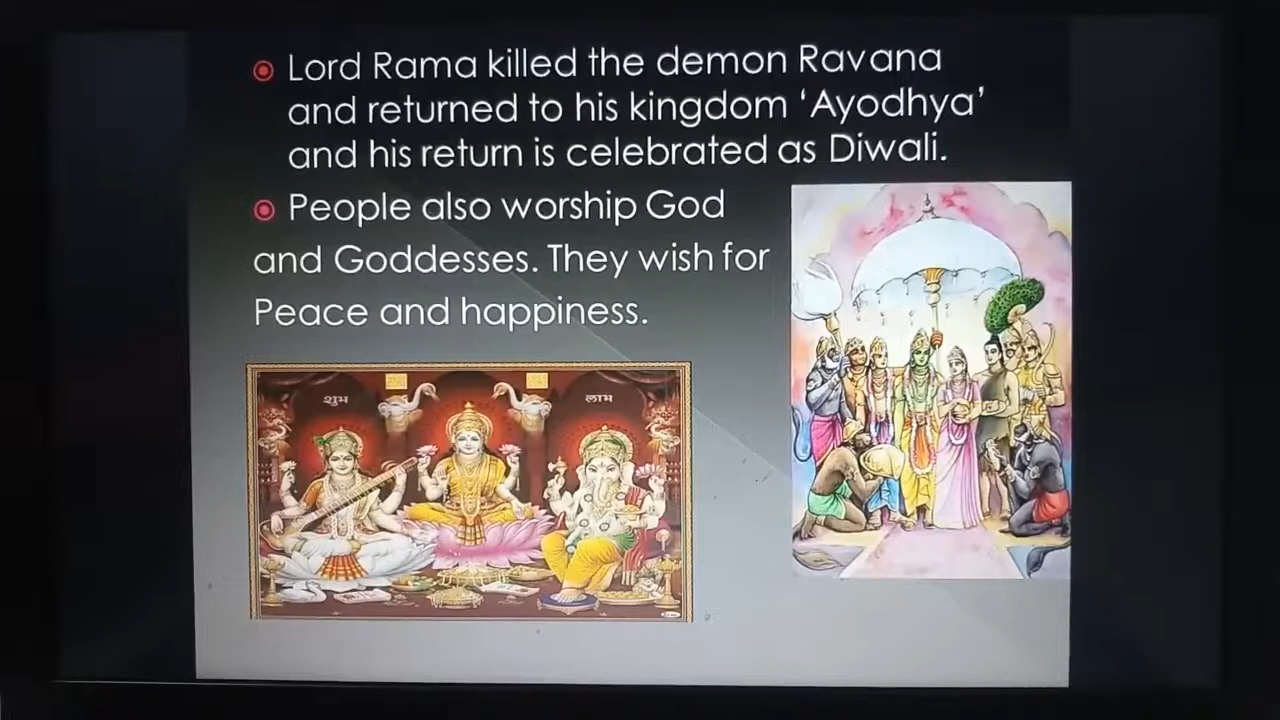 Lord Rama killed the demon Ravana
and returned to his kingdom ‘Ayodhya’
and his return is celebrated as Diwali.
People also worship God
and Goddesses. They wish for
Peace and happiness.
शुभ
लाभ